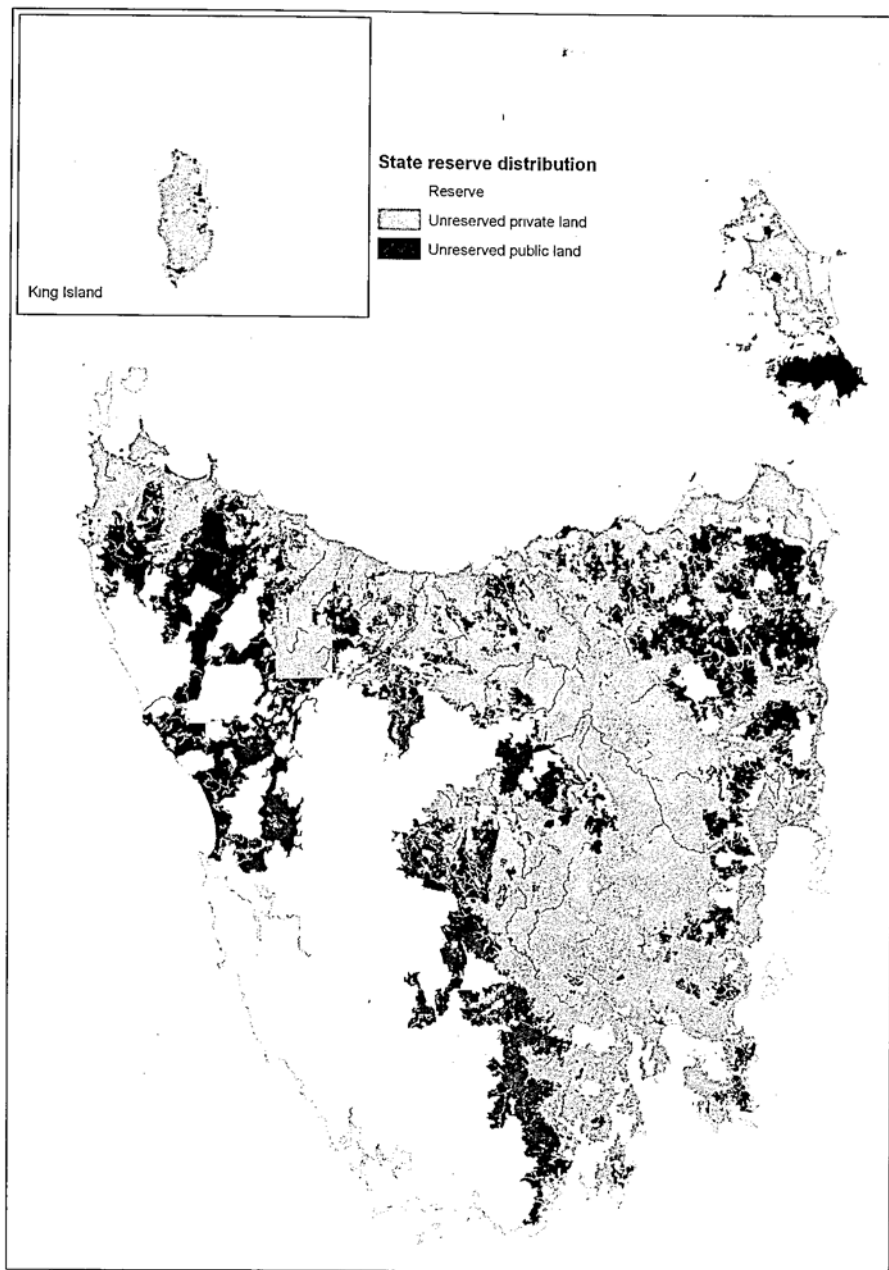 State reserve distribution
Reserve
Unreserved private land
Unreserved public land
King Island